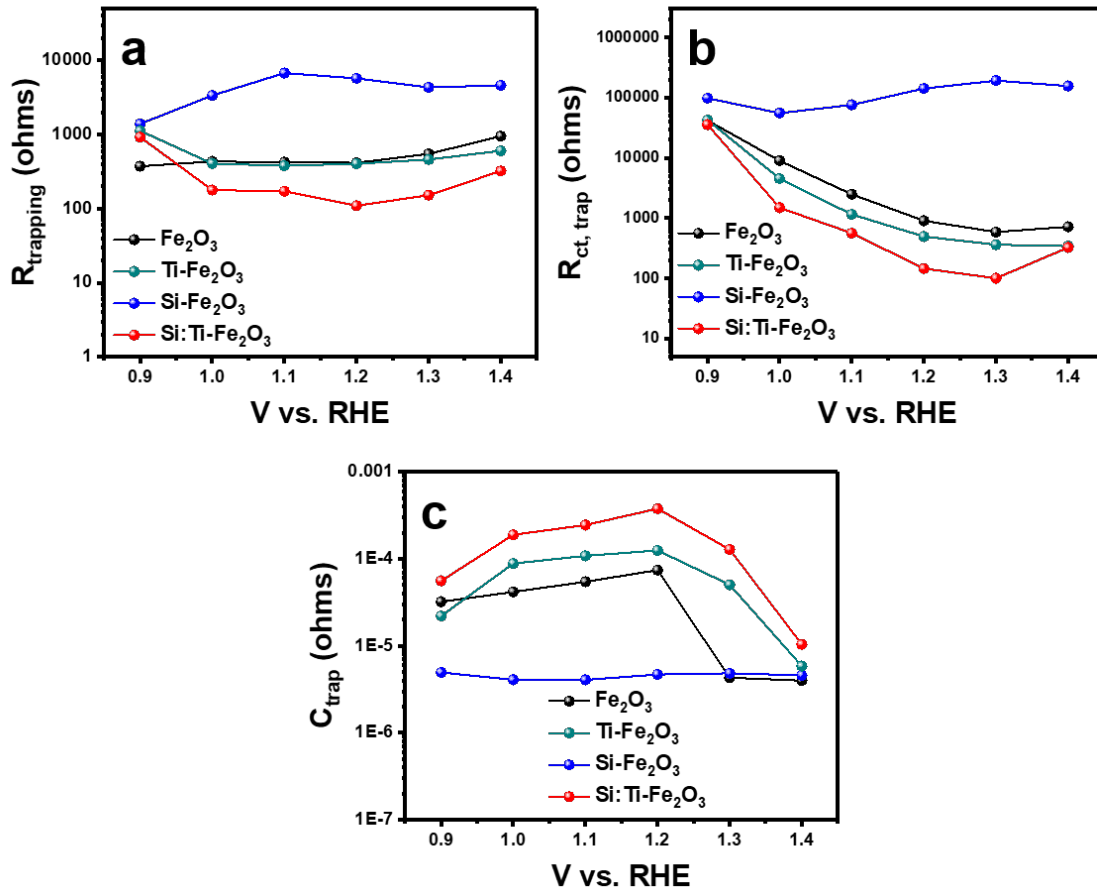 a
R_trapping (ohms)
10000
1000
100
10
1
Fe₂O₃
Ti-Fe₂O₃
Si-Fe₂O₃
Si:Ti-Fe₂O₃
0.9 1.0 1.1 1.2 1.3 1.4
V vs. RHE
b
R_ct, trap (ohms)
1000000
100000
10000
1000
100
10
Fe₂O₃
Ti-Fe₂O₃
Si-Fe₂O₃
Si:Ti-Fe₂O₃
0.9 1.0 1.1 1.2 1.3 1.4
V vs. RHE
c
C_trap (ohms)
0.001
1E-4
1E-5
1E-6
1E-7
Fe₂O₃
Ti-Fe₂O₃
Si-Fe₂O₃
Si:Ti-Fe₂O₃
0.9 1.0 1.1 1.2 1.3 1.4
V vs. RHE